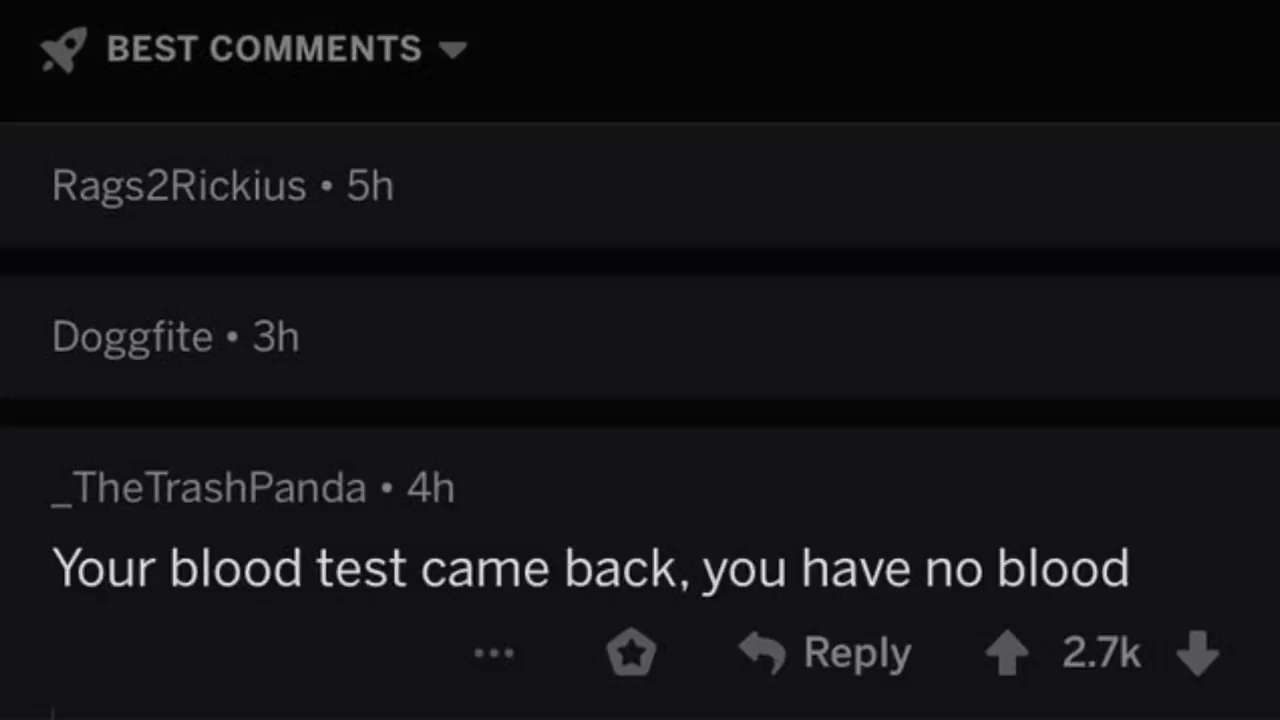 BEST COMMENTS
Rags2Rickius • 5h
Doggfite • 3h
_TheTrashPanda • 4h
Your blood test came back, you have no blood
Reply 2.7k